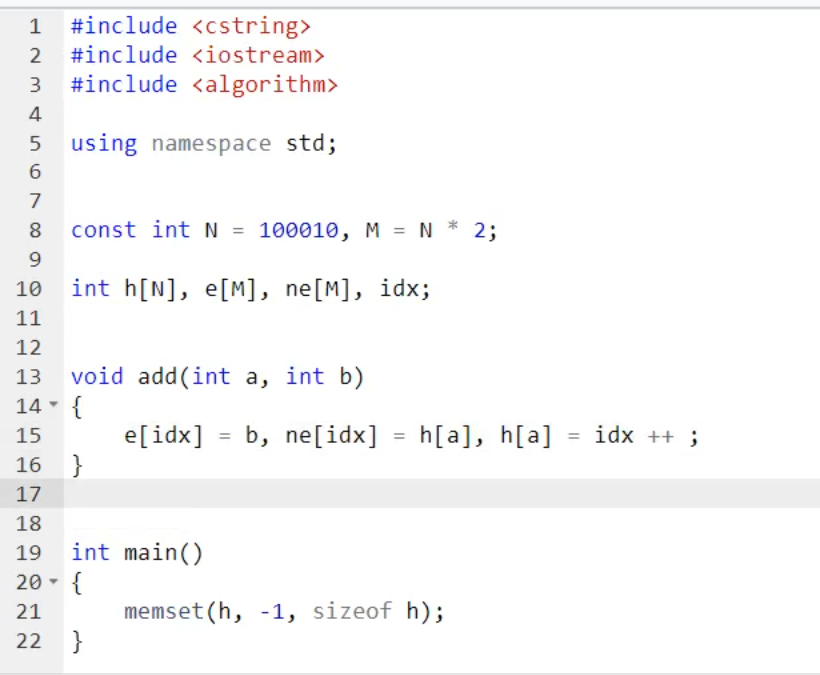 1 #include <cstring>
2 #include <iostream>
3 #include <algorithm>
4
5 using namespace std;
6
7
8 const int N = 100010, M = N * 2;
9
10 int h[N], e[M], ne[M], idx;
11
12
13 void add(int a, int b)
14 {
15     e[idx] = b, ne[idx] = h[a], h[a] = idx ++ ;
16 }
17
18
19 int main()
20 {
21     memset(h, -1, sizeof h);
22 }